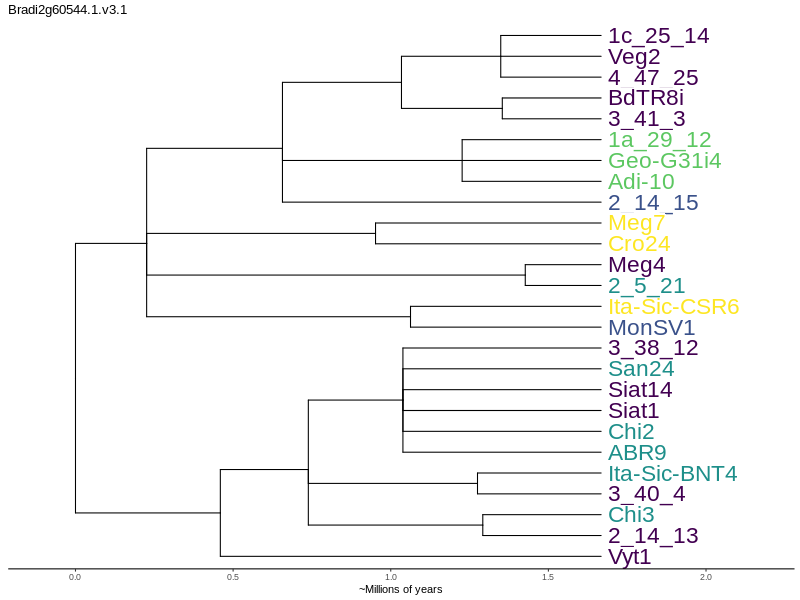 Bradi2g60544.1.v3.1
1c_25_14
Veg2
4_47_25
BdTR8i
3_41_3
1a_29_12
Geo-G31i4
Adi-10
2_14_15
Meg7
Cro24
Meg4
2_5_21
Ita-Sic-CSR6
MonSV1
3_38_12
San24
Siat14
Siat1
Chi2
ABR9
Ita-Sic-BNT4
3_40_4
Chi3
2_14_13
Vyt1
0.0 0.5 1.0 1.5 2.0
~Millions of years